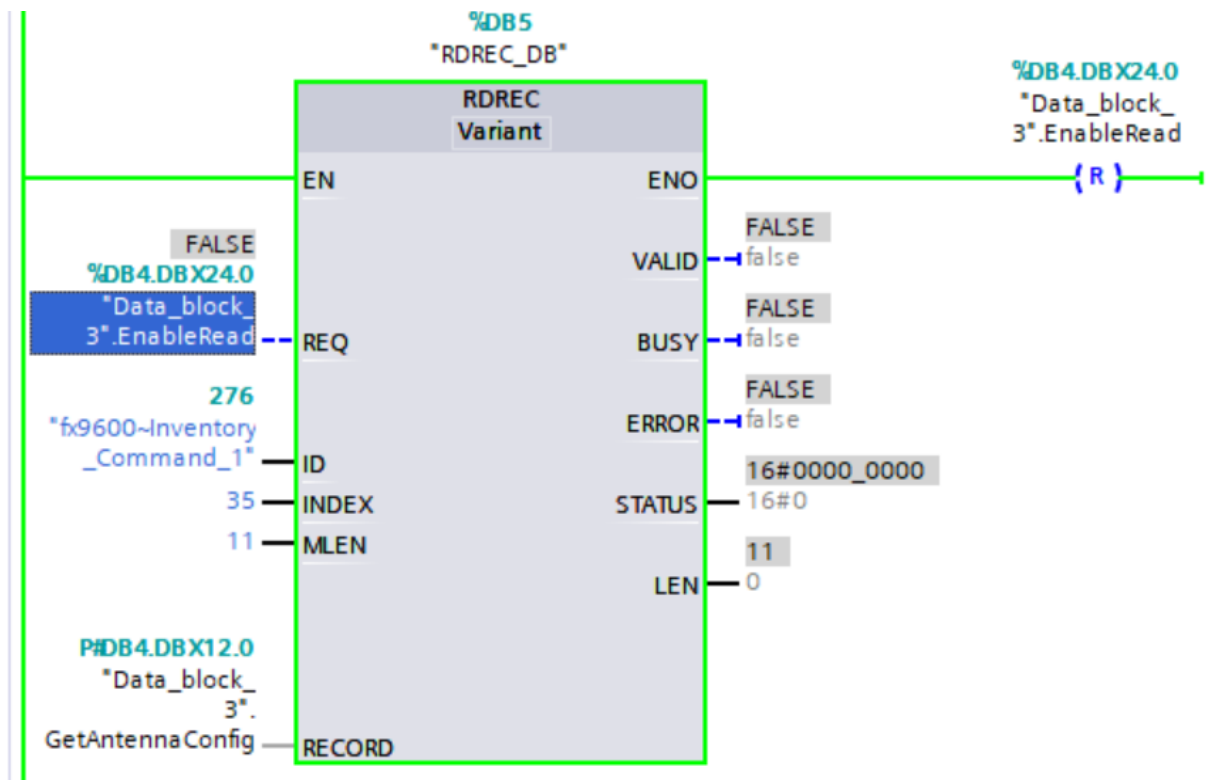 %DB5
"RDREC_DB"
%DB4.DBX24.0
"Data_block_
3".EnableRead
RDREC
Variant
EN
ENO
( R )
FALSE
%DB4.DBX24.0
"Data_block_
3".EnableRead
REQ
FALSE
VALID
false
FALSE
BUSY
false
276
"fx9600~Inventory
_Command_1"
ID
FALSE
ERROR
false
35
INDEX
16#0000_0000
STATUS
16#0
11
MLEN
11
LEN
0
P#DB4.DBX12.0
"Data_block_
3".
GetAntennaConfig
RECORD